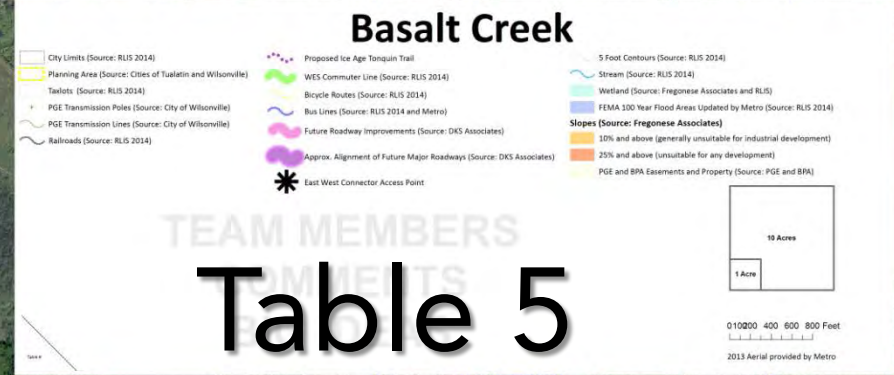 Basalt Creek
City Limits (Source: RLIS 2014)
Planning Area (Source: Cities of Tualatin and Wilsonville)
Taxlots (Source: RLIS 2014)
PGE Transmission Poles (Source: City of Wilsonville)
PGE Transmission Lines (Source: City of Wilsonville)
Railroads (Source: RLIS 2014)
Proposed Ice Age Tonquin Trail
WES Commuter Line (Source: RLIS 2014)
Bicycle Routes (Source: RLIS 2014)
Bus Lines (Source: RLIS 2014 and Metro)
Future Roadway Improvements (Source: DKS Associates)
Approx. Alignment of Future Major Roadways (Source: DKS Associates)
East West Connector Access Point
5 Foot Contours (Source: RLIS 2014)
Stream (Source: RLIS 2014)
Wetland (Source: Fregonese Associates and RLIS)
FEMA 100 Year Flood Areas Updated by Metro (Source: RLIS 2014)
Slopes (Source: Fregonese Associates)
10% and above (generally unsuitable for industrial development)
25% and above (unsuitable for any development)
PGE and BPA Easements and Property (Source: PGE and BPA)
10 Acres
1 Acre
TEAM MEMBERS
COMMENTS
Table 5
0100200 400 600 800 Feet
2013 Aerial provided by Metro
Table #